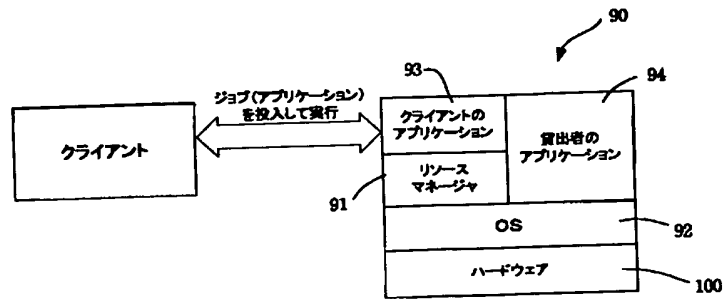 90
93
94
ジョブ(アプリケーション)
を投入して実行
クライアント
クライアントの
アプリケーション
貸出者の
アプリケーション
リソース
マネージャ
91
OS
92
ハードウェア
100